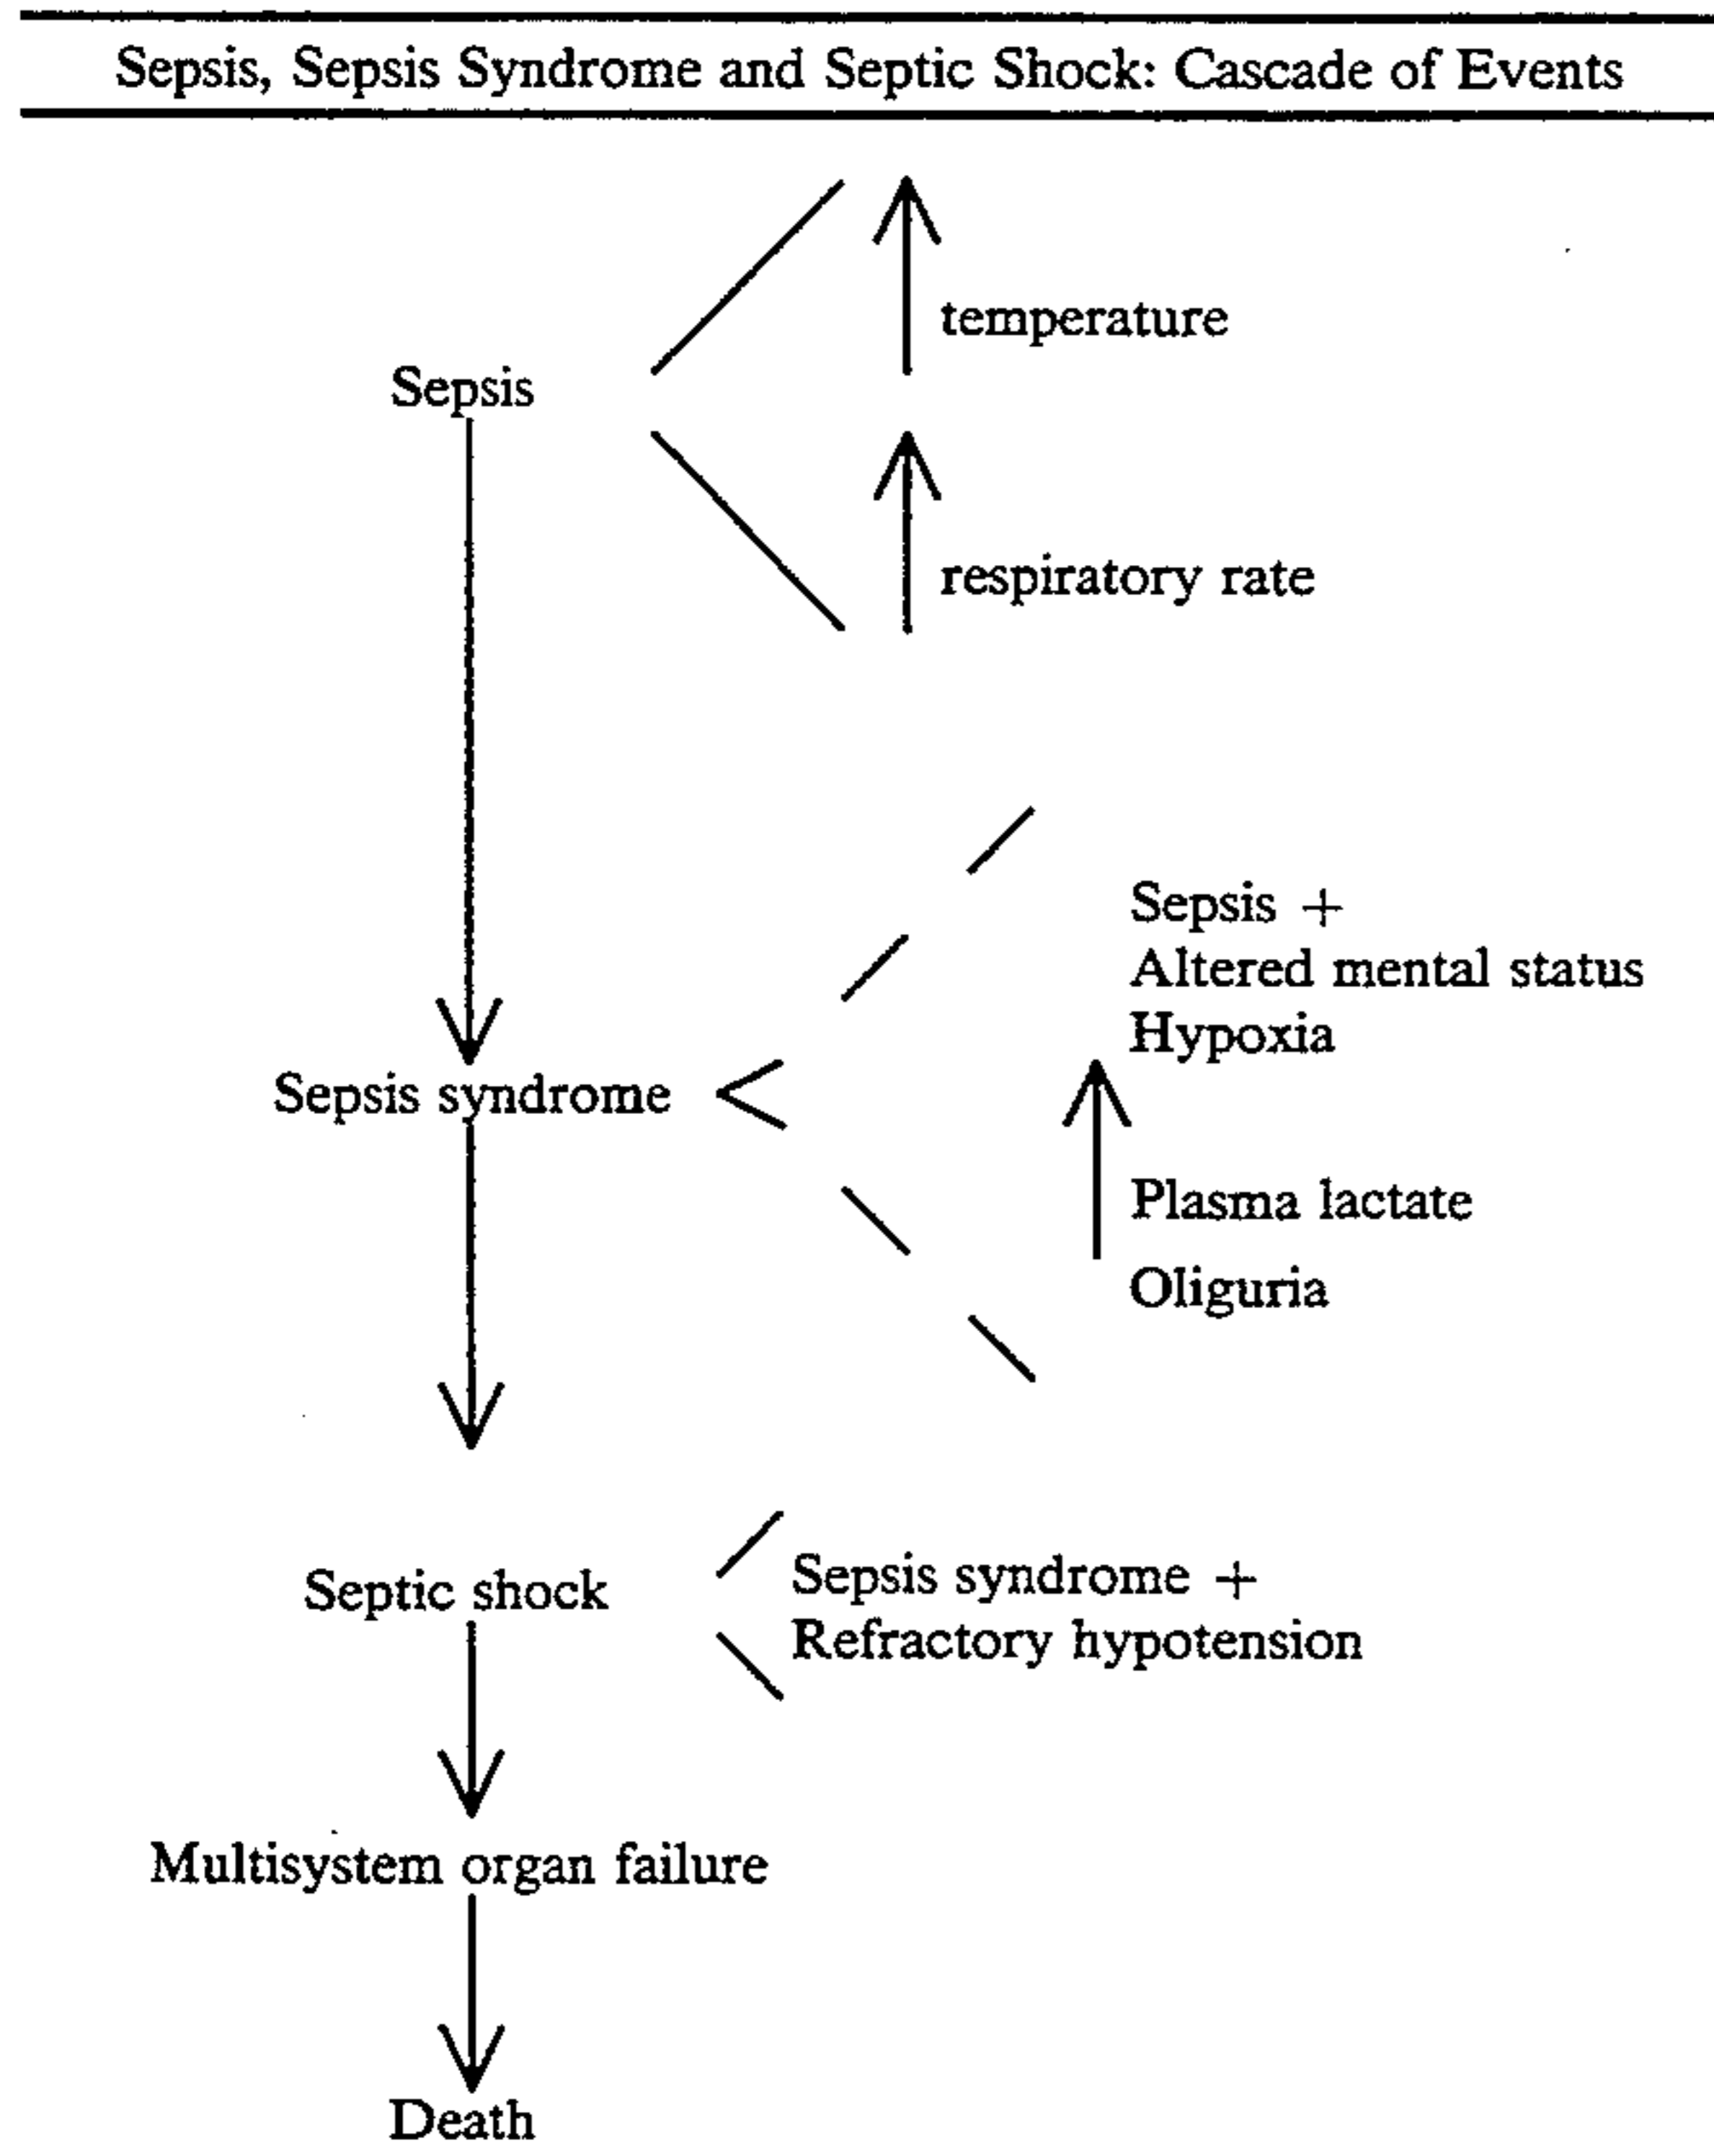 Sepsis, Sepsis Syndrome and Septic Shock: Cascade of Events
temperature
Sepsis
respiratory rate
Sepsis +
Altered mental status
Hypoxia
Sepsis syndrome
Plasma lactate
Oliguria
Septic shock
Sepsis syndrome +
Refractory hypotension
Multisystem organ failure
Death